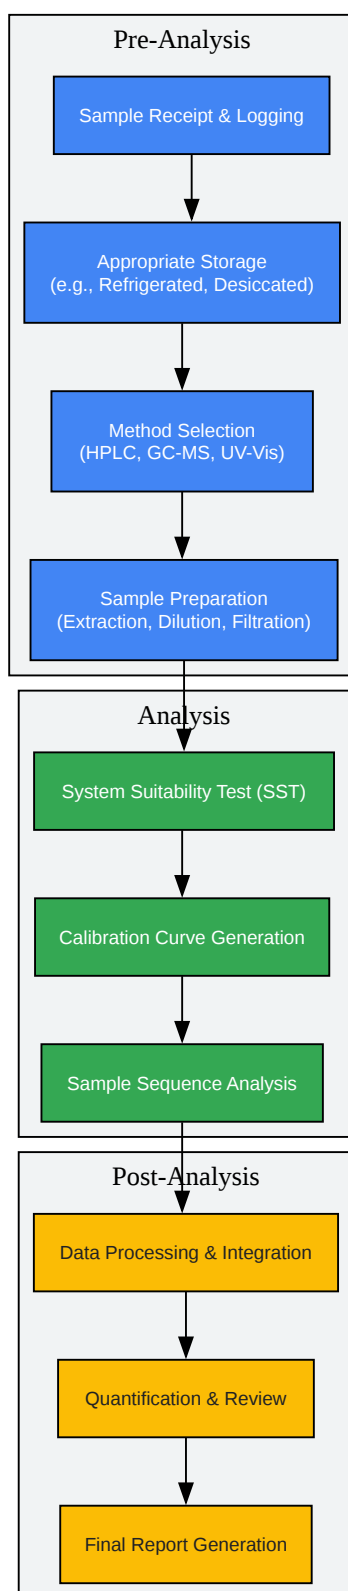 Pre-Analysis
Sample Receipt & Logging
Appropriate Storage
(e.g., Refrigerated, Desiccated)
Method Selection
(HPLC, GC-MS, UV-Vis)
Sample Preparation
(Extraction, Dilution, Filtration)
Analysis
System Suitability Test (SST)
Calibration Curve Generation
Sample Sequence Analysis
Post-Analysis
Data Processing & Integration
Quantification & Review
Final Report Generation